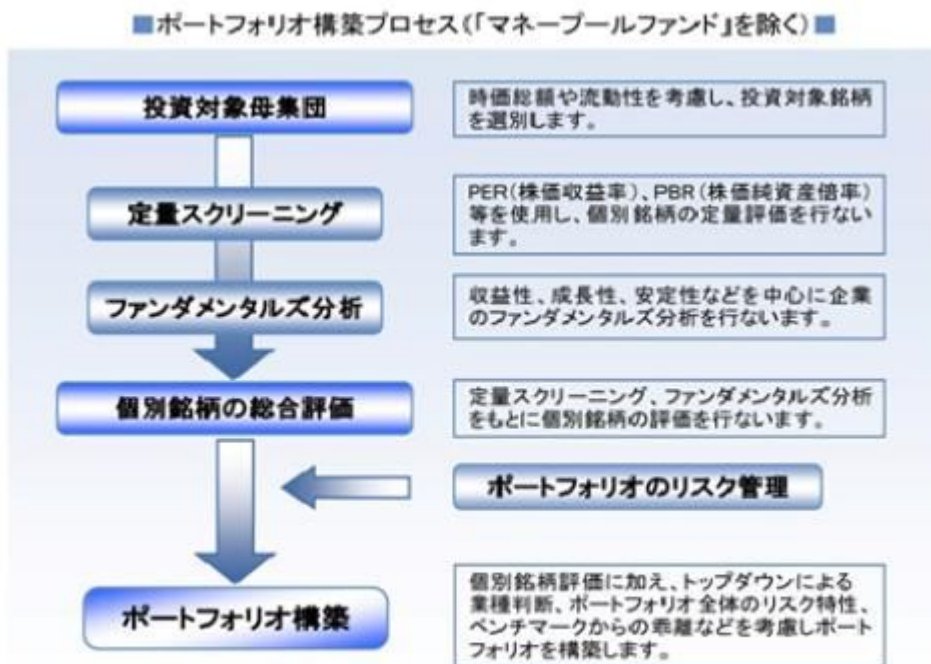 ■ポートフォリオ構築プロセス(「マネープールファンド」を除く)■
投資対象母集団
時価総額や流動性を考慮し、投資対象銘柄
を選別します。
定量スクリーニング
PER(株価収益率)、PBR(株価純資産倍率)
等を使用し、個別銘柄の定量評価を行ない
ます。
ファンダメンタルズ分析
収益性、成長性、安定性などを中心に企業
のファンダメンタルズ分析を行ないます。
個別銘柄の総合評価
定量スクリーニング、ファンダメンタルズ分析
をもとに個別銘柄の評価を行ないます。
ポートフォリオのリスク管理
ポートフォリオ構築
個別銘柄評価に加え、トップダウンによる
業種判断、ポートフォリオ全体のリスク特性、
ベンチマークからの乖離などを考慮しポート
フォリオを構築します。